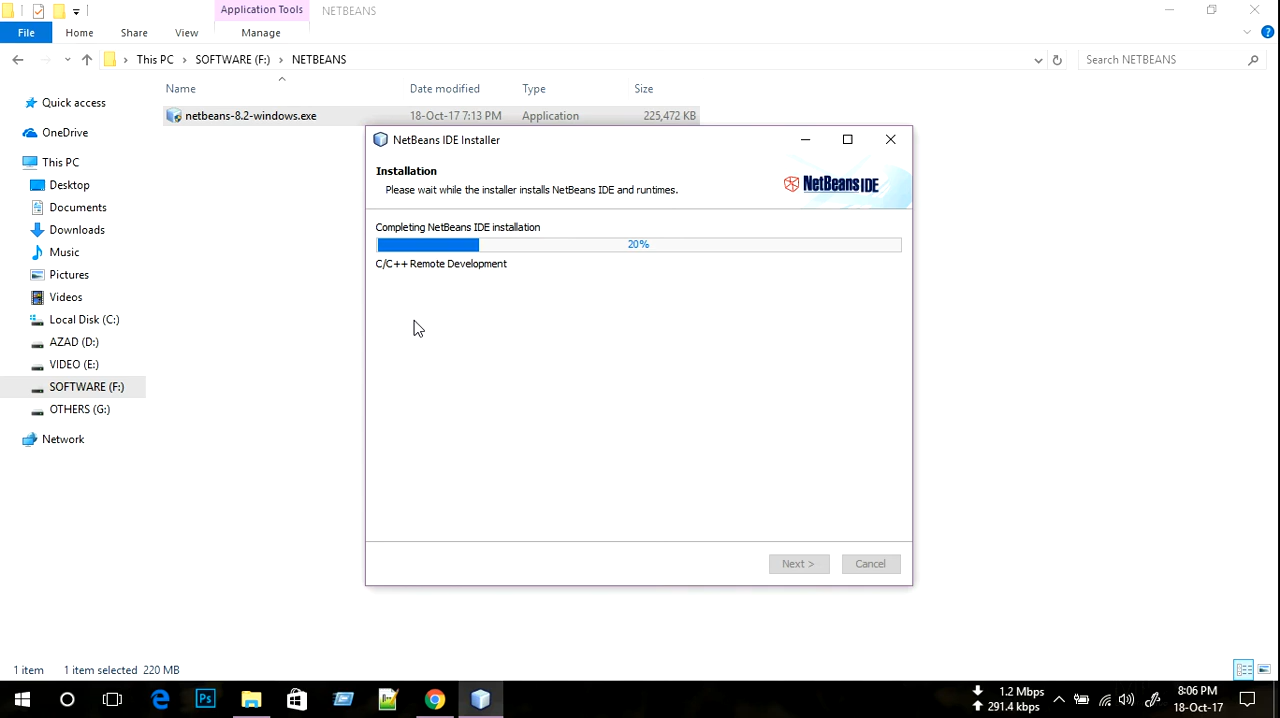 Application Tools
NETBEANS
File
Home
Share
View
Manage
This PC
SOFTWARE (F:)
NETBEANS
Search NETBEANS
Name
Date modified
Type
Size
netbeans-8.2-windows.exe
18-Oct-17 7:13 PM
Application
225,472 KB
Quick access
OneDrive
This PC
Desktop
Documents
Downloads
Music
Pictures
Videos
Local Disk (C:)
AZAD (D:)
VIDEO (E:)
SOFTWARE (F:)
OTHERS (G:)
Network
NetBeans IDE Installer
Installation
Please wait while the installer installs NetBeans IDE and runtimes.
NetBeans IDE
Completing NetBeans IDE installation
20%
C/C++ Remote Development
Next >
Cancel
1 item
1 item selected 220 MB
Ps
1.2 Mbps
291.4 kbps
8:06 PM
18-Oct-17